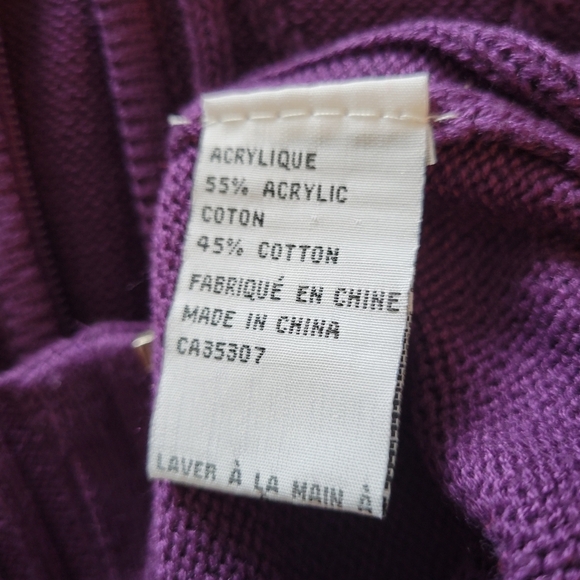 ACRYLIQUE
55% ACRYLIC
COTON
45% COTTON
FABRIQUÉ EN CHINE
MADE IN CHINA
CA35307
LAVER À LA MAIN À